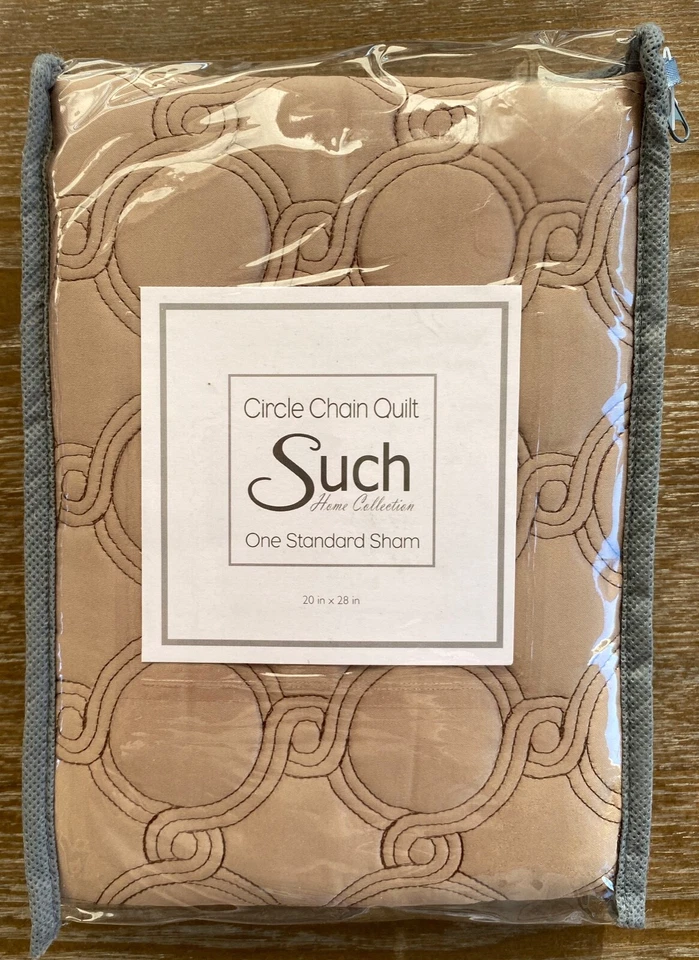 Circle Chain Quilt
Such
Home Collection
One Standard Sham
20 in x 28 in